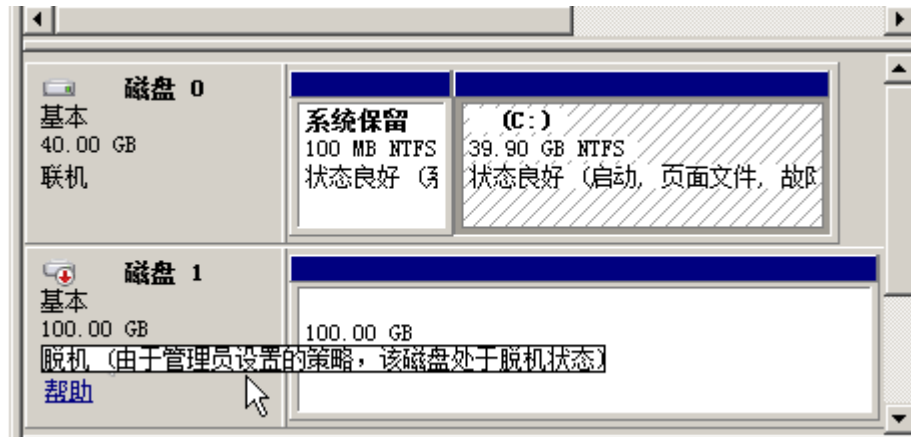 磁盘 0
基本
40.00 GB
联机
系统保留
100 MB NTFS
状态良好 (系
(C:)
39.90 GB NTFS
状态良好 (启动, 页面文件, 故障
磁盘 1
基本
100.00 GB
脱机 (由于管理员设置的策略，该磁盘处于脱机状态)
帮助
100.00 GB